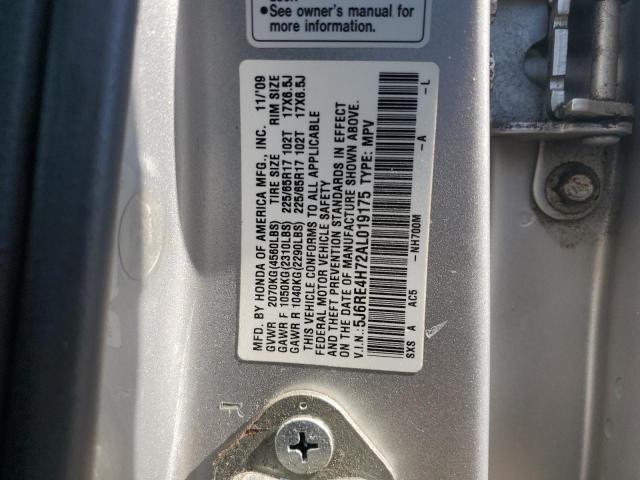 ●See owner's manual for
more information.
MFD. BY HONDA OF AMERICA MFG., INC. 11/'09
GVWR 2070KG(4580LBS) TIRE SIZE RIM SIZE
GAWR F 1050KG(2310LBS) 225/65R17 102T 17X6.5J
GAWR R 1040KG(2290LBS) 225/65R17 102T 17X6.5J
THIS VEHICLE CONFORMS TO ALL APPLICABLE
FEDERAL MOTOR VEHICLE SAFETY
AND THEFT PREVENTION STANDARDS IN EFFECT
ON THE DATE OF MANUFACTURE SHOWN ABOVE.
V.I.N.:5J6RE4H72AL019175 TYPE: MPV
SXS A AC5 -NH700M -A -L